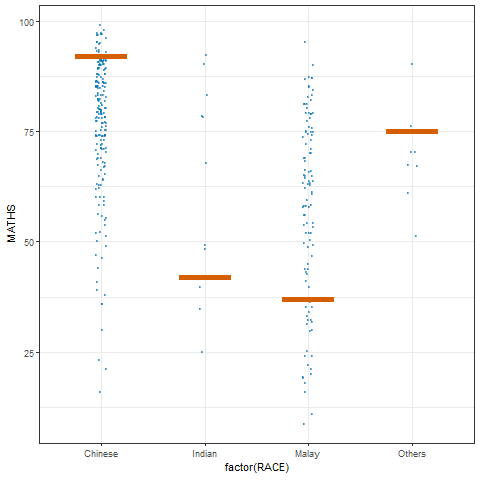 100
75
50
25
MATHS
Chinese
Indian
Malay
Others
factor(RACE)